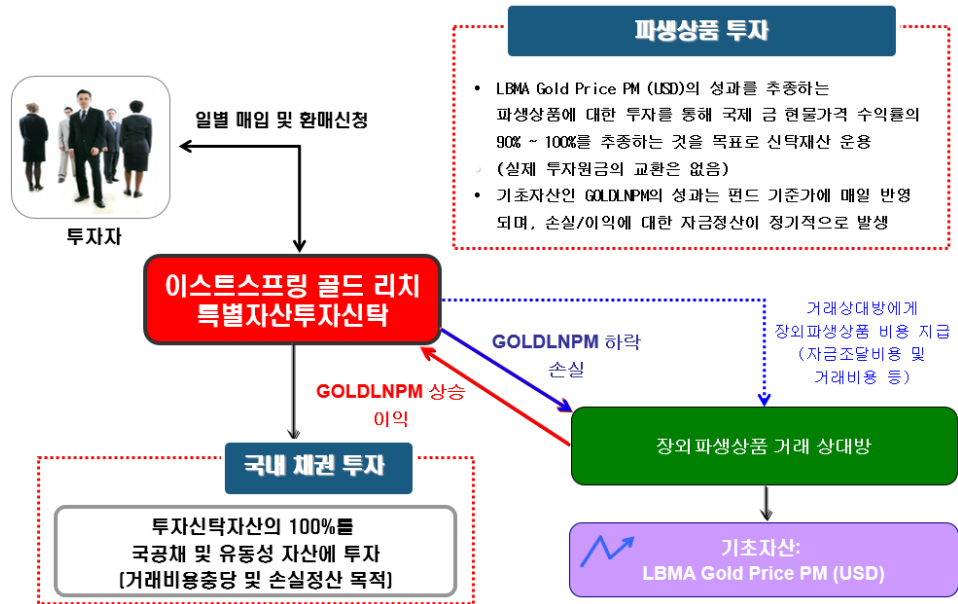 파생상품 투자
• LBMA Gold Price PM (USD)의 성과를 추종하는
파생상품에 대한 투자를 통해 국제 금 현물가격 수익률의
90% ~ 100%를 추종하는 것을 목표로 신탁재산 운용
(실제 투자원금의 교환은 없음)
• 기초자산인 GOLDLNPM의 성과는 펀드 기준가에 매일 반영
되며, 손실/이익에 대한 자금정산이 정기적으로 발생
일별 매입 및 환매신청
투자자
이스트스프링 골드 리치
특별자산투자신탁
거래상대방에게
장외파생상품 비용 지급
(자금조달비용 및
거래비용 등)
GOLDLNPM 하락
손실
GOLDLNPM 상승
이익
장외파생상품 거래 상대방
국내 채권 투자
투자신탁자산의 100%를
국공채 및 유동성 자산에 투자
(거래비용충당 및 손실정산 목적)
기초자산:
LBMA Gold Price PM (USD)